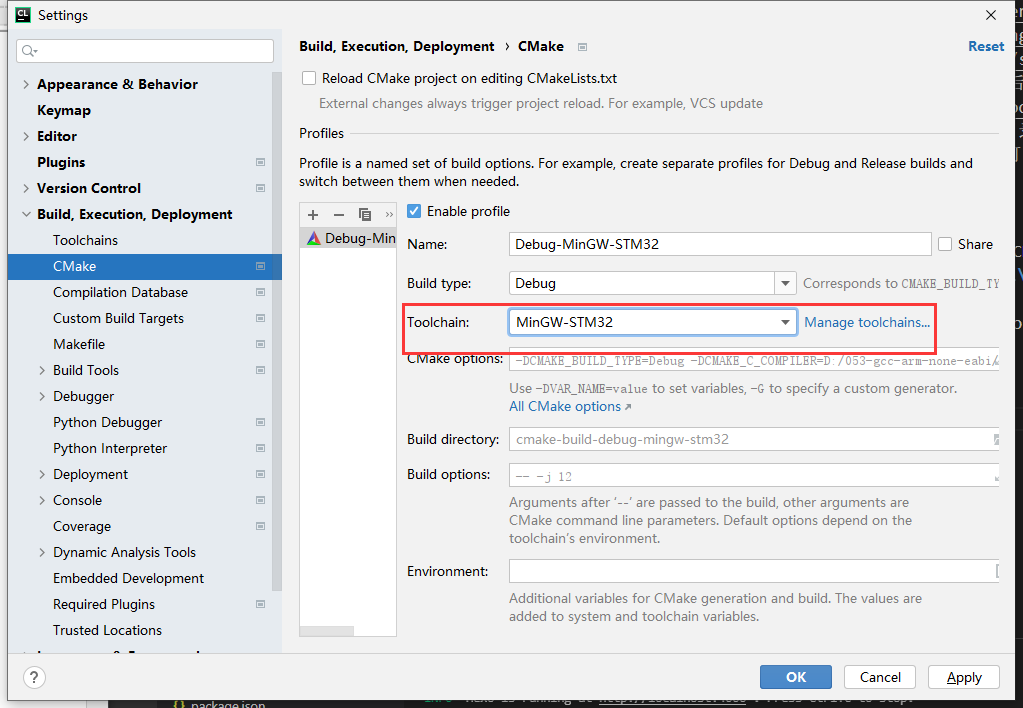 CL Settings
Build, Execution, Deployment › CMake
Reset
Reload CMake project on editing CMakeLists.txt
External changes always trigger project reload. For example, VCS update
Appearance & Behavior
Keymap
Editor
Plugins
Version Control
Build, Execution, Deployment
Toolchains
CMake
Compilation Database
Custom Build Targets
Makefile
Build Tools
Debugger
Python Debugger
Python Interpreter
Deployment
Console
Coverage
Dynamic Analysis Tools
Embedded Development
Required Plugins
Trusted Locations
Profiles
Profile is a named set of build options. For example, create separate profiles for Debug and Release builds and
switch between them when needed.
Debug-Min
Enable profile
Name: Debug-MinGW-STM32 Share
Build type: Debug Corresponds to CMAKE_BUILD_TY
Toolchain: MinGW-STM32 Manage toolchains...
CMake options: -DCMAKE_BUILD_TYPE=Debug -DCMAKE_C_COMPILER=D:/053-gcc-arm-none-eabi/
Use -DVAR_NAME=value to set variables, -G to specify a custom generator.
All CMake options ↗
Build directory: cmake-build-debug-mingw-stm32
Build options: -- -j 12
Arguments after '--' are passed to the build, other arguments are
CMake command line parameters. Default options depend on the
toolchain's environment.
Environment:
Additional variables for CMake generation and build. The values are
added to system and toolchain variables.
?
OK Cancel Apply
package.json